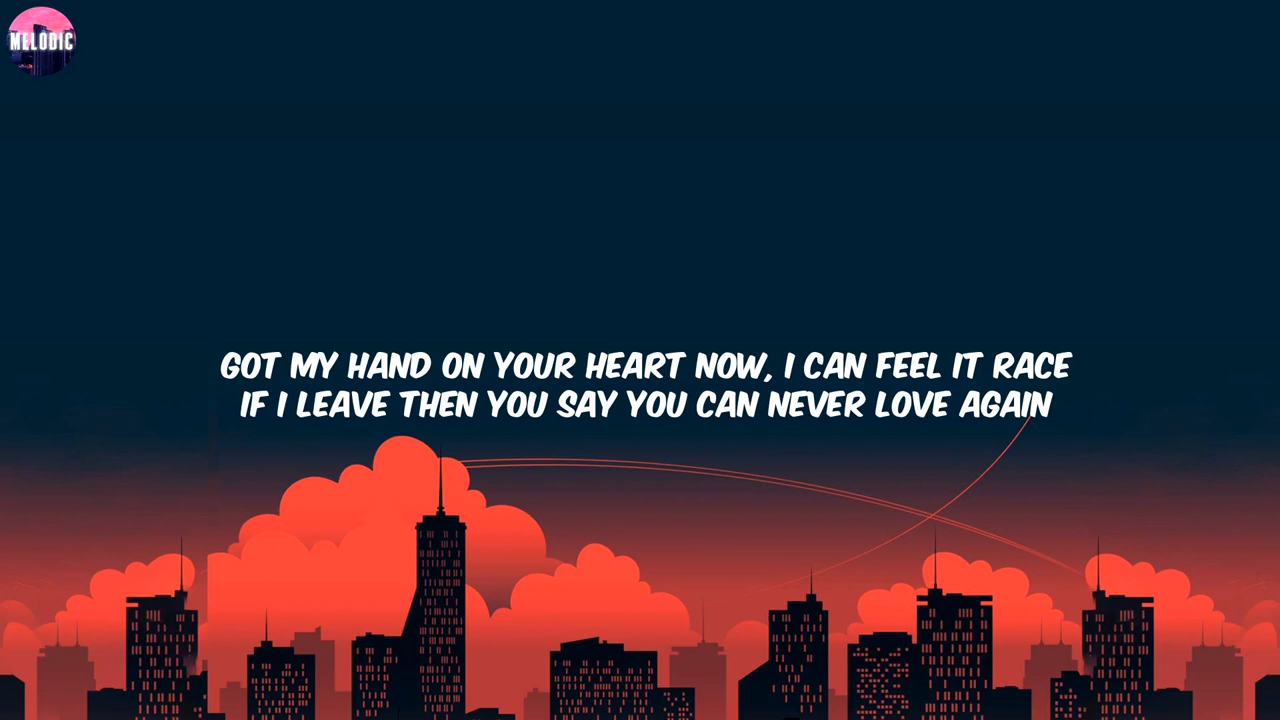 MELODIC
GOT MY HAND ON YOUR HEART NOW, I CAN FEEL IT RACE
IF I LEAVE THEN YOU SAY YOU CAN NEVER LOVE AGAIN